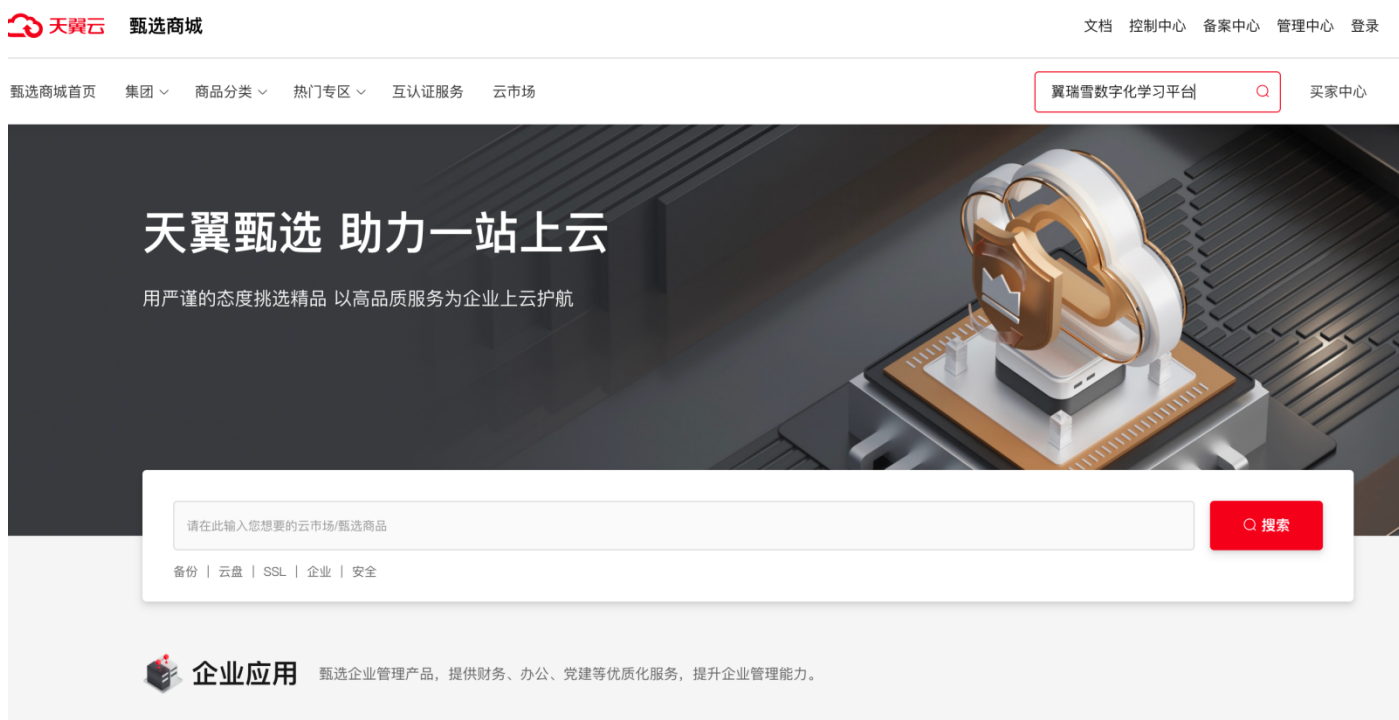 天翼云 甄选商城
文档 控制中心 备案中心 管理中心 登录
甄选商城首页 集团 商品分类 热门专区 互认证服务 云市场 翼瑞雪数字化学习平台 买家中心
天翼甄选 助力一站上云
用严谨的态度挑选精品 以高品质服务为企业上云护航
请在此输入您想要的云市场/甄选商品 搜索
备份 | 云盘 | SSL | 企业 | 安全
企业应用 甄选企业管理产品，提供财务、办公、党建等优质化服务，提升企业管理能力。